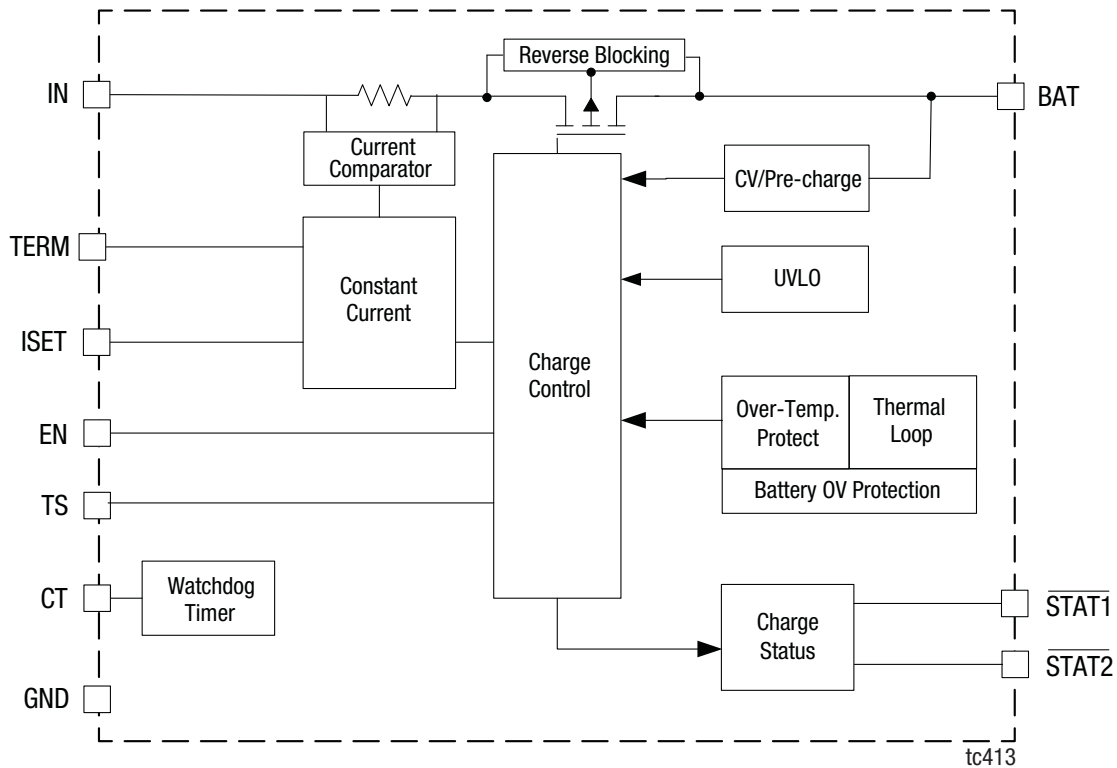 Reverse Blocking
IN
BAT
Current
Comparator
CV/Pre-charge
TERM
Constant
Current
UVLO
ISET
Charge
Control
Over-Temp.
Protect
Thermal
Loop
EN
Battery OV Protection
TS
CT
Watchdog
Timer
Charge
Status
STAT1
STAT2
GND
tc413